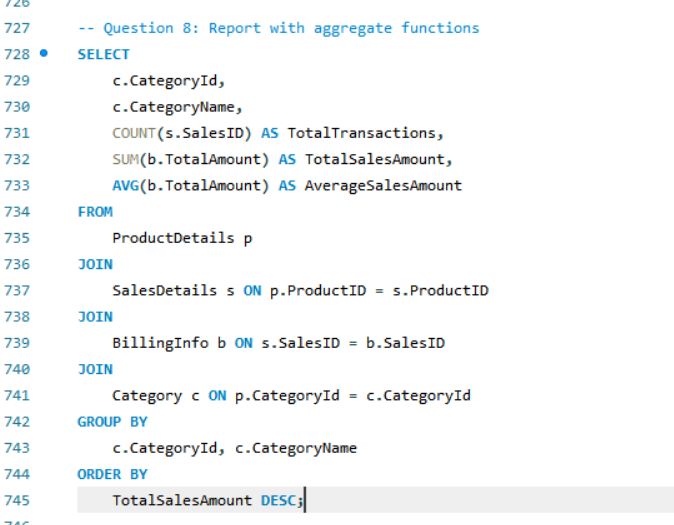 726
727 -- Question 8: Report with aggregate functions
728 SELECT
729 c.CategoryId,
730 c.CategoryName,
731 COUNT(s.SalesID) AS TotalTransactions,
732 SUM(b.TotalAmount) AS TotalSalesAmount,
733 AVG(b.TotalAmount) AS AverageSalesAmount
734 FROM
735 ProductDetails p
736 JOIN
737 SalesDetails s ON p.ProductID = s.ProductID
738 JOIN
739 BillingInfo b ON s.SalesID = b.SalesID
740 JOIN
741 Category c ON p.CategoryId = c.CategoryId
742 GROUP BY
743 c.CategoryId, c.CategoryName
744 ORDER BY
745 TotalSalesAmount DESC;
746